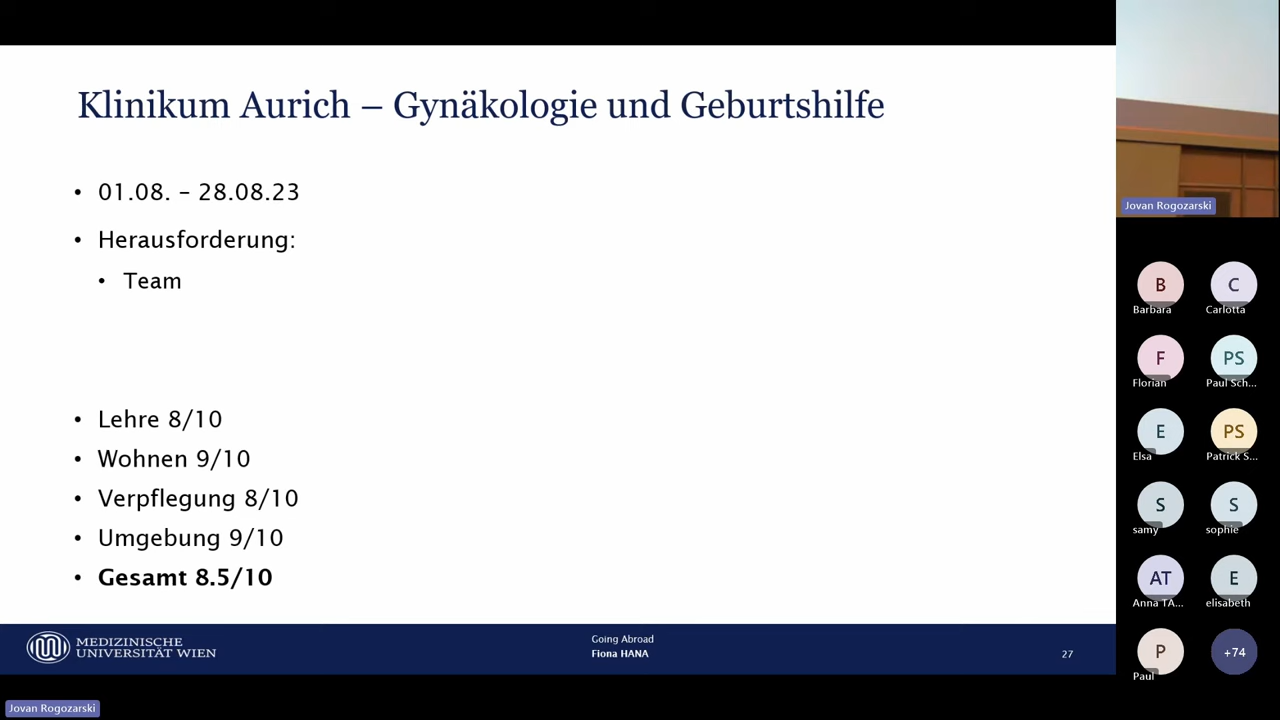 Klinikum Aurich – Gynäkologie und Geburtshilfe
• 01.08. – 28.08.23
• Herausforderung:
• Team
• Lehre 8/10
• Wohnen 9/10
• Verpflegung 8/10
• Umgebung 9/10
• Gesamt 8.5/10
MEDIZINISCHE
UNIVERSITÄT WIEN
Going Abroad
Fiona HANA
27
Jovan Rogozarski
Jovan Rogozarski
B
Barbara
C
Carlotta
F
Florian
PS
Paul Sch...
E
Elsa
PS
Patrick S...
S
samy
S
sophie
AT
Anna TA...
E
elisabeth
P
Paul
+74